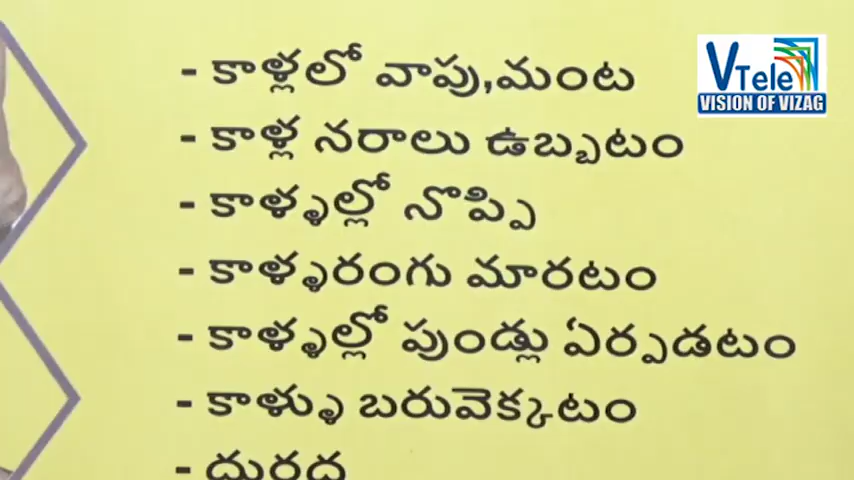 - కాళ్లలో వాపు,మంట
- కాళ్ల నరాలు ఉబ్బటం
- కాళ్ళల్లో నొప్పి
- కాళ్ళరంగు మారటం
- కాళ్ళల్లో పుండ్లు ఏర్పడటం
- కాళ్ళు బరువెక్కటం
- దురద
VTele
VISION OF VIZAG